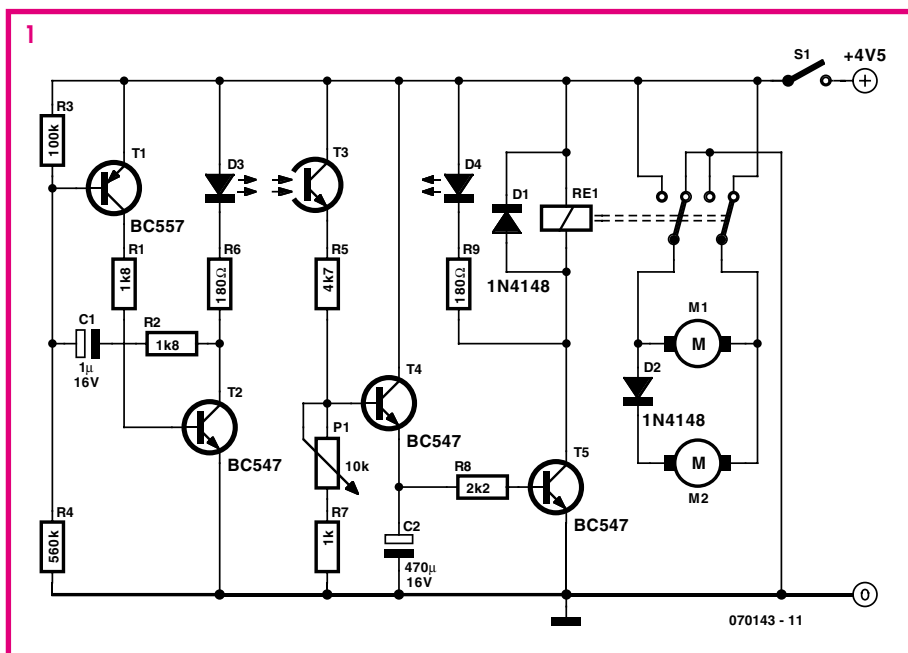 1
S1
+4V5
R3
100k
T1
BC557
D3
T3
D4
D1
RE1
1N4148
R1
1k8
R6
180Ω
R5
4k7
R9
180Ω
C1
1µ
16V
R2
1k8
M1
M
T2
BC547
T4
BC547
D2
1N4148
P1
10k
R8
2k2
T5
BC547
M
M2
R4
560k
R7
1k
C2
470µ
16V
0
070143 - 11